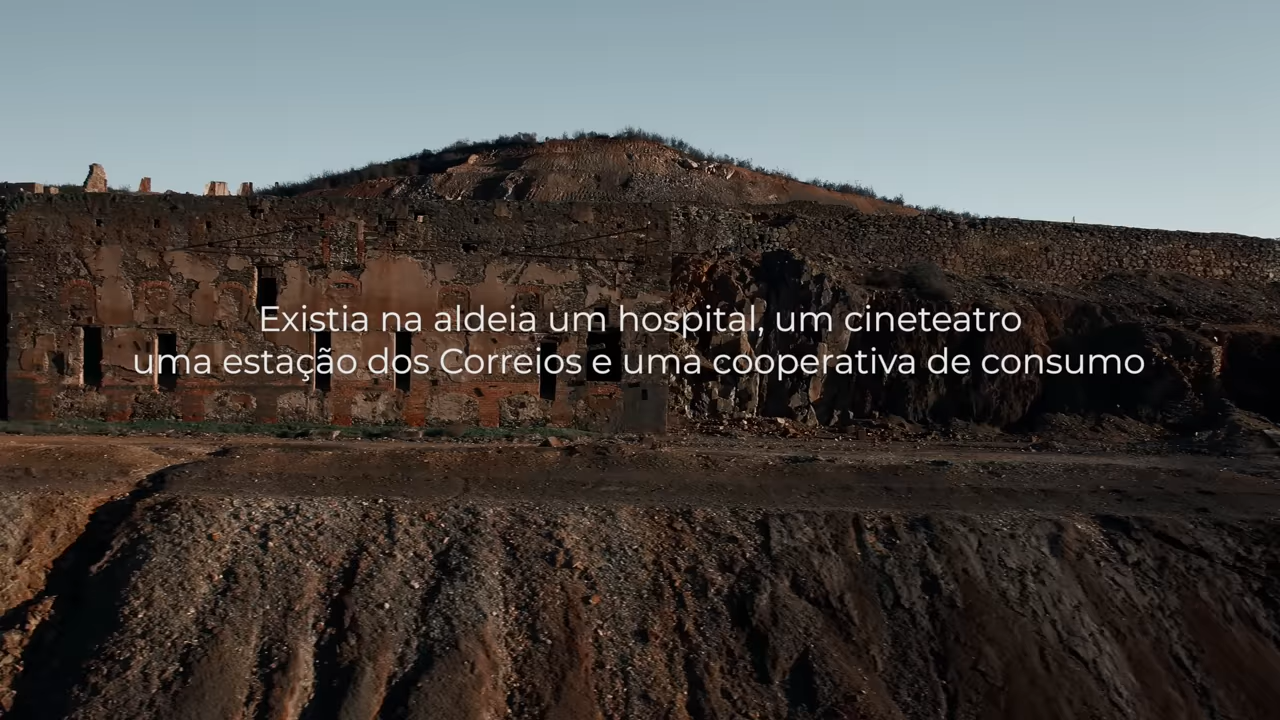 Existia na aldeia um hospital, um cineteatro
uma estação dos Correios e uma cooperativa de consumo